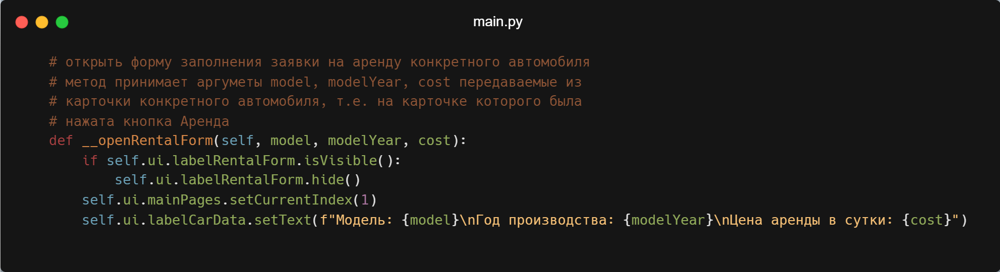 main.py
# открыть форму заполнения заявки на аренду конкретного автомобиля
# метод принимает аргуметы model, modelYear, cost передаваемые из
# карточки конкретного автомобиля, т.е. на карточке которого была
# нажата кнопка Аренда
def __openRentalForm(self, model, modelYear, cost):
    if self.ui.labelRentalForm.isVisible():
        self.ui.labelRentalForm.hide()
    self.ui.mainPages.setCurrentIndex(1)
    self.ui.labelCarData.setText(f"Модель: {model}\nГод производства: {modelYear}\nЦена аренды в сутки: {cost}")